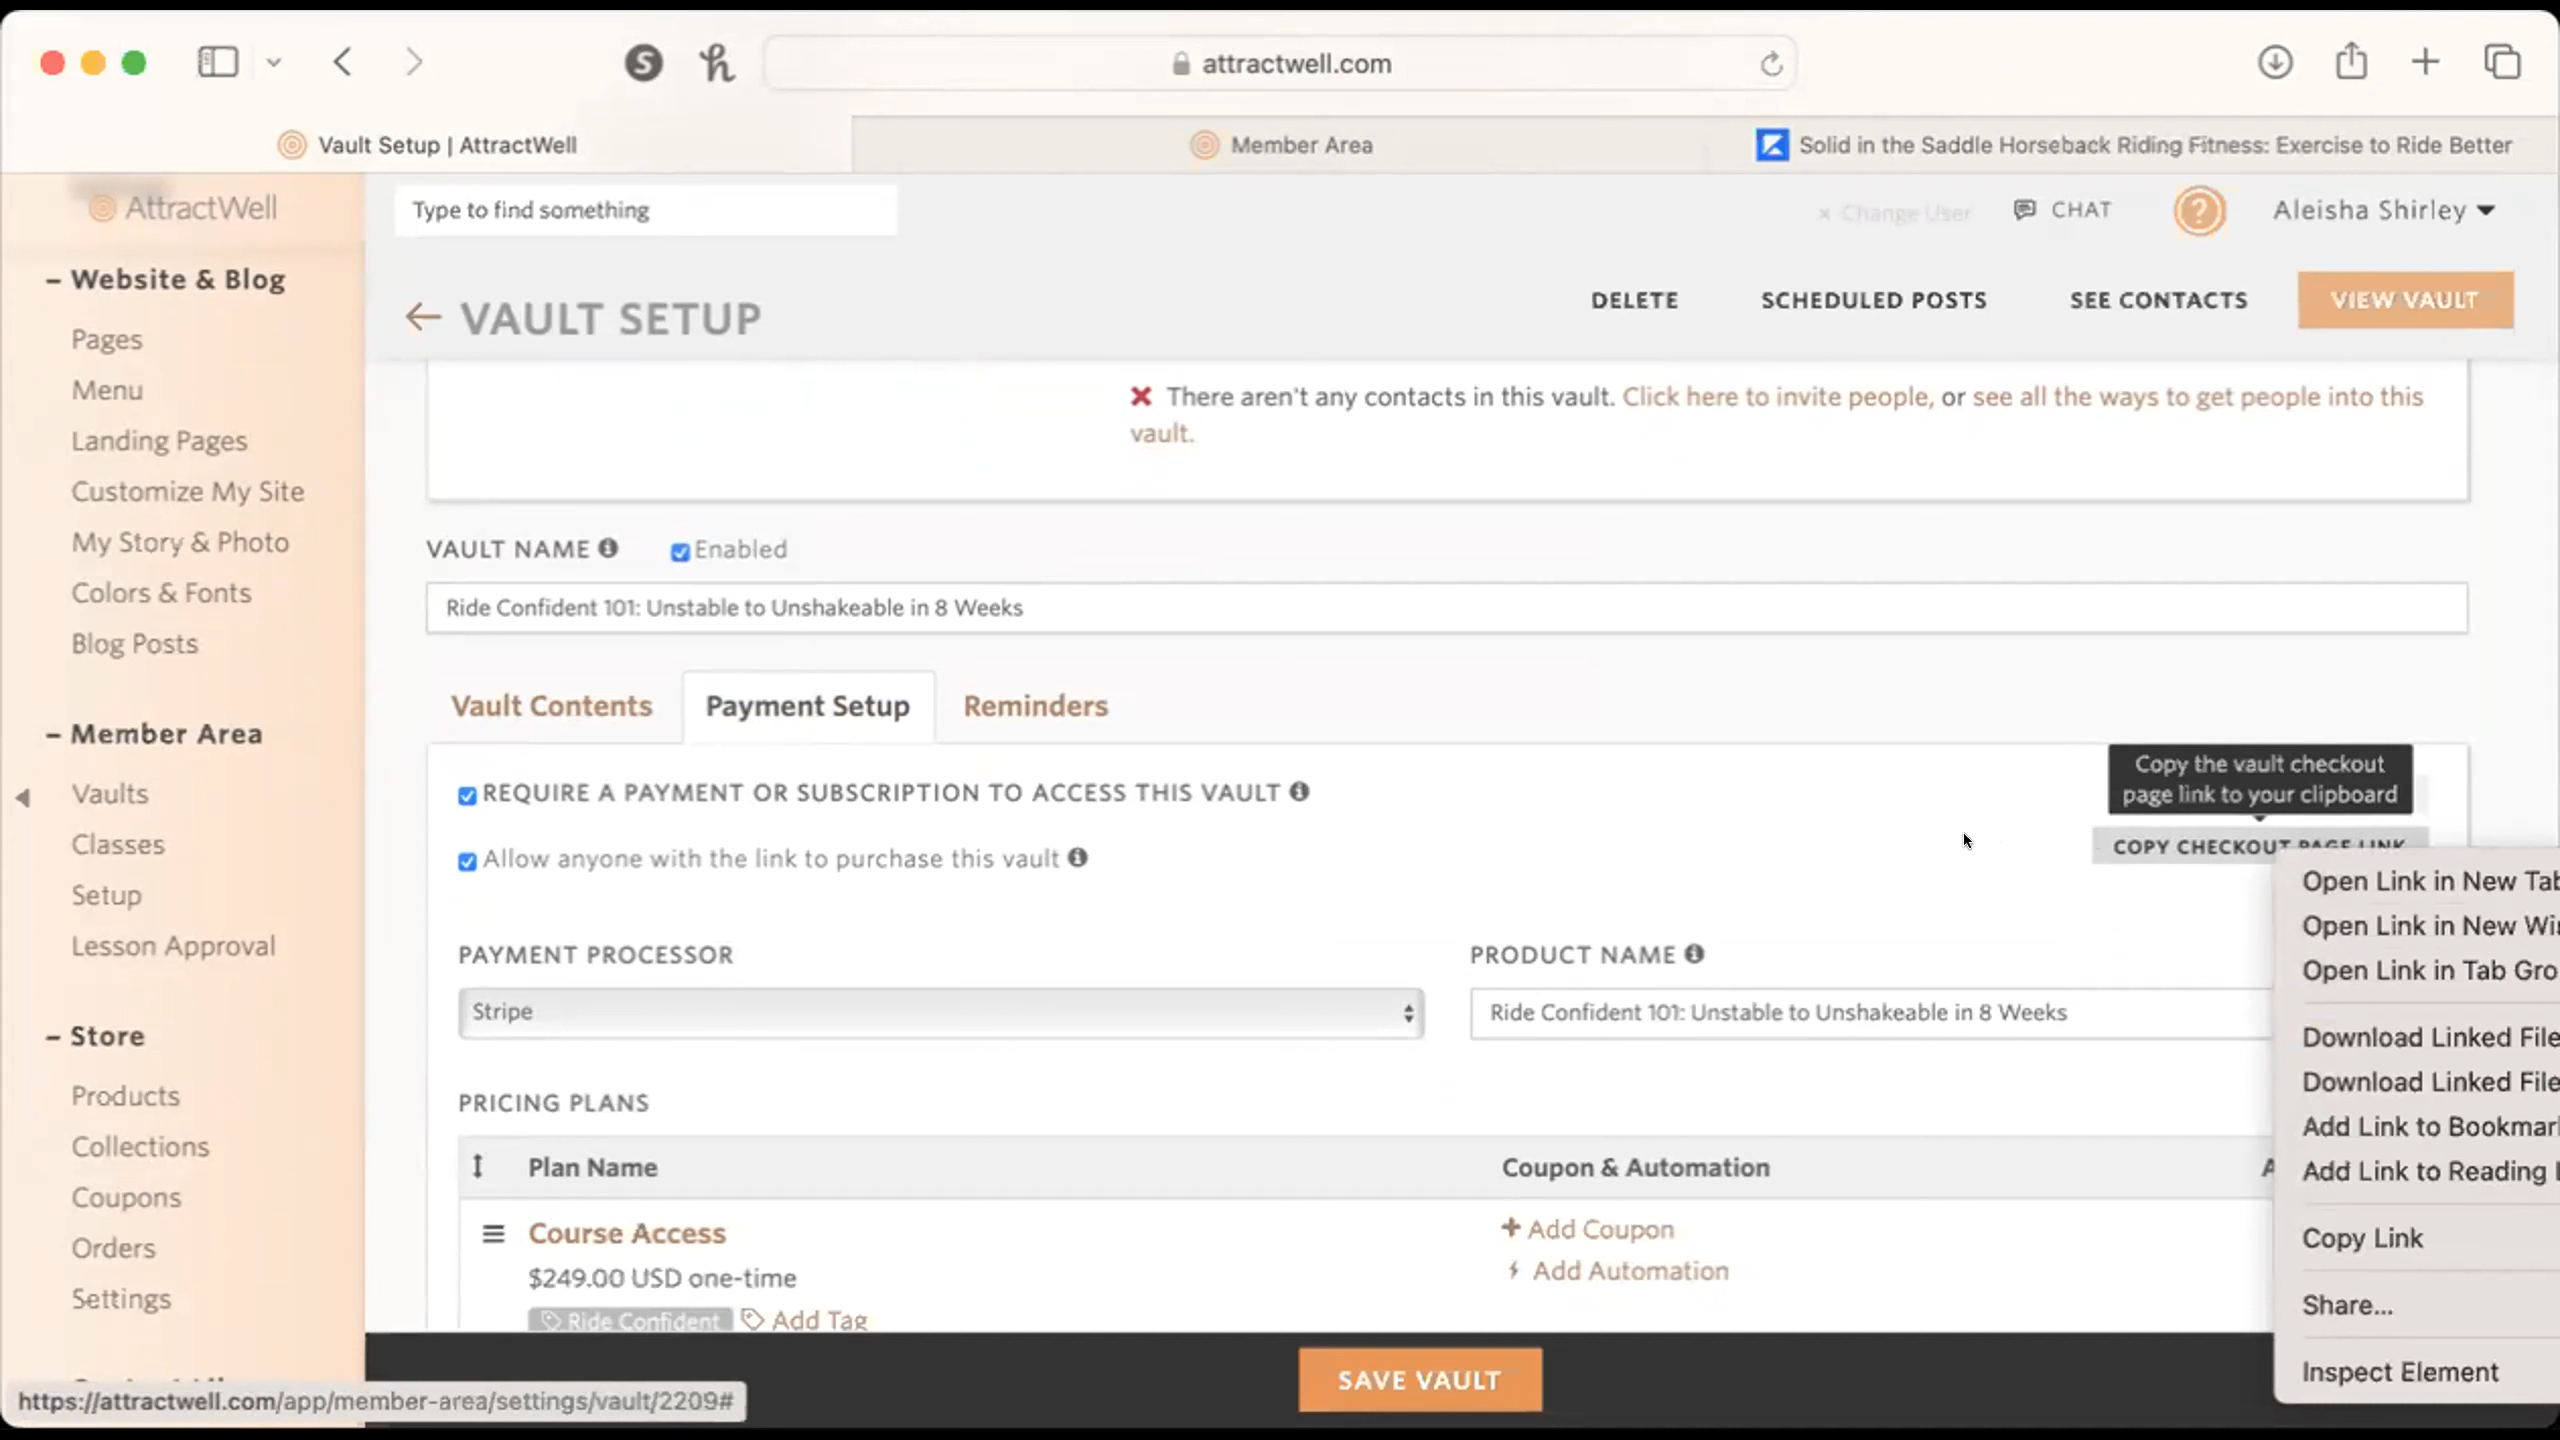 attractwell.com
Vault Setup | AttractWell
Member Area
Solid in the Saddle Horseback Riding Fitness: Exercise to Ride Better
AttractWell
Type to find something
× Change User
CHAT
?
Aleisha Shirley
VAULT SETUP
DELETE
SCHEDULED POSTS
SEE CONTACTS
VIEW VAULT
– Website & Blog
Pages
Menu
Landing Pages
Customize My Site
My Story & Photo
Colors & Fonts
Blog Posts
– Member Area
Vaults
Classes
Setup
Lesson Approval
– Store
Products
Collections
Coupons
Orders
Settings
There aren't any contacts in this vault. Click here to invite people, or see all the ways to get people into this
vault.
VAULT NAME
Enabled
Ride Confident 101: Unstable to Unshakeable in 8 Weeks
Vault Contents
Payment Setup
Reminders
REQUIRE A PAYMENT OR SUBSCRIPTION TO ACCESS THIS VAULT
Copy the vault checkout
page link to your clipboard
COPY CHECKOUT PAGE LINK
Allow anyone with the link to purchase this vault
PAYMENT PROCESSOR
Stripe
PRODUCT NAME
Ride Confident 101: Unstable to Unshakeable in 8 Weeks
PRICING PLANS
Plan Name
Coupon & Automation
Course Access
$249.00 USD one-time
Ride Confident
Add Tag
+ Add Coupon
Add Automation
Open Link in New Tab
Open Link in New
Open Link in Tab
Download Linked File
Download Linked File
Add Link to
Add Link to Reading
Copy Link
Share...
Inspect Element
SAVE VAULT
https://attractwell.com/app/member-area/settings/vault/2209#